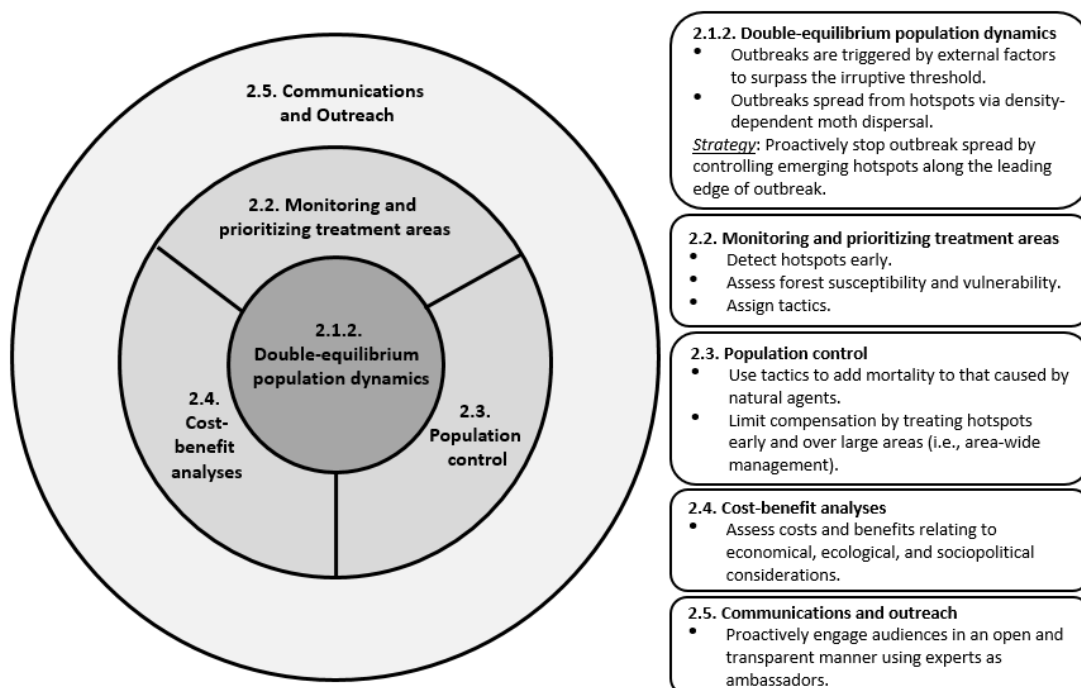 2.5. Communications
and Outreach
2.2. Monitoring and
prioritizing treatment areas
2.1.2.
Double-equilibrium
population dynamics
2.4.
Cost-
benefit
analyses
2.3.
Population
control
2.1.2. Double-equilibrium population dynamics
• Outbreaks are triggered by external factors
to surpass the irruptive threshold.
• Outbreaks spread from hotspots via density-
dependent moth dispersal.
Strategy: Proactively stop outbreak spread by
controlling emerging hotspots along the leading
edge of outbreak.
2.2. Monitoring and prioritizing treatment areas
• Detect hotspots early.
• Assess forest susceptibility and vulnerability.
• Assign tactics.
2.3. Population control
• Use tactics to add mortality to that caused by
natural agents.
• Limit compensation by treating hotspots
early and over large areas (i.e., area-wide
management).
2.4. Cost-benefit analyses
• Assess costs and benefits relating to
economical, ecological, and sociopolitical
considerations.
2.5. Communications and outreach
• Proactively engage audiences in an open and
transparent manner using experts as
ambassadors.